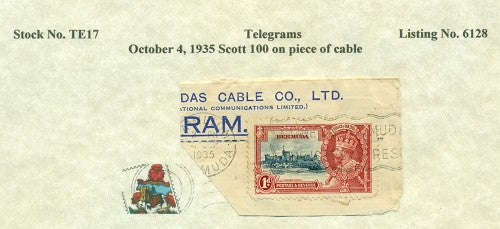 Stock No. TE17 Telegrams Listing No. 6128
October 4, 1935 Scott 100 on piece of cable
DAS CABLE CO., LTD.
ATIONAL COMMUNICATIONS LIMITED.)
RAM.
1935
BERMUDA
1D
POSTAGE & REVENUE